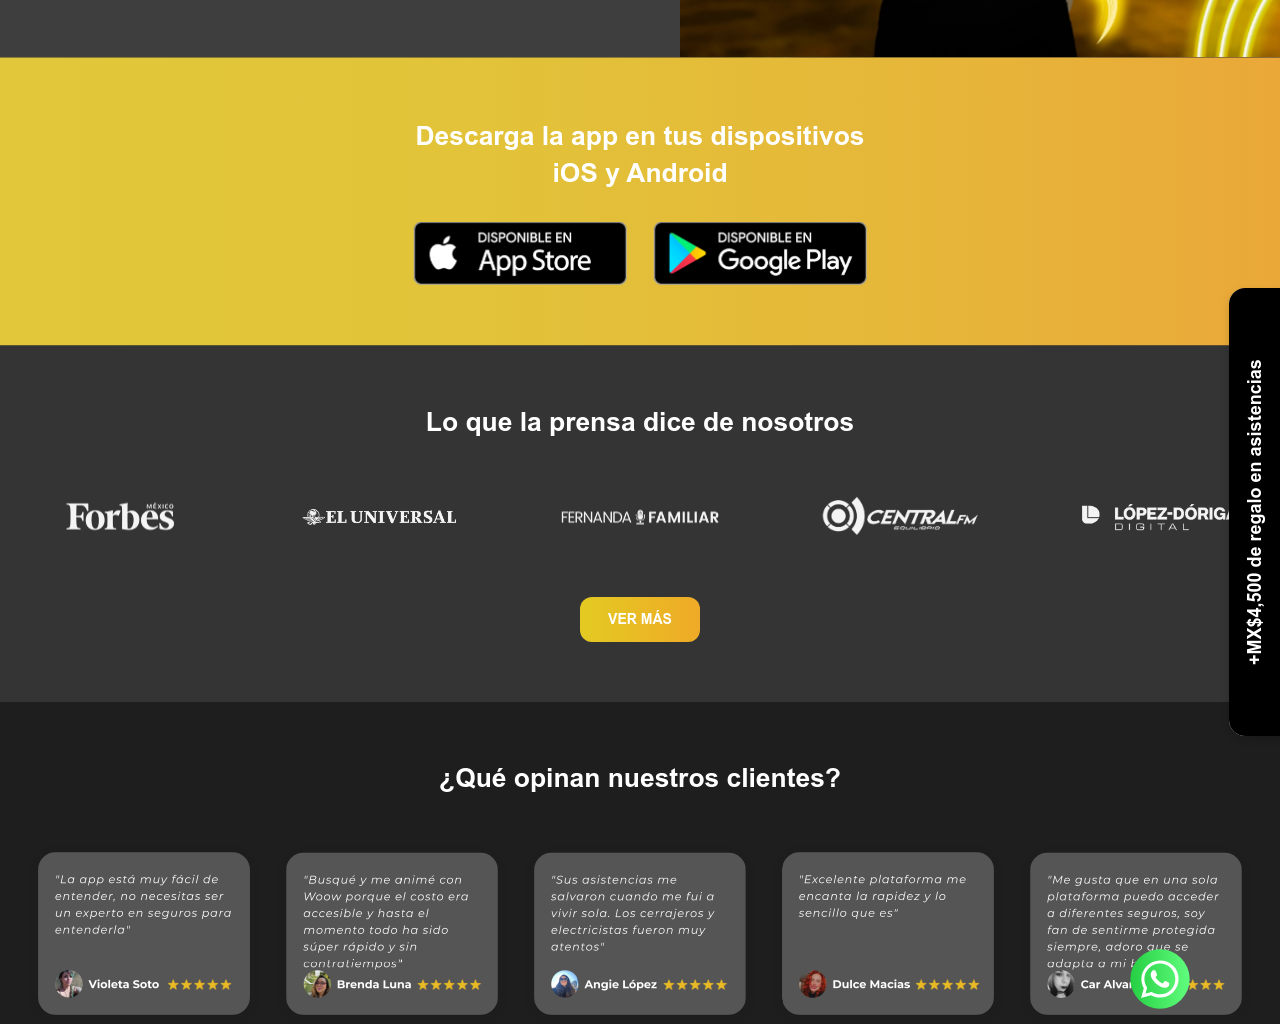 Descarga la app en tus dispositivos
iOS y Android
DISPONIBLE EN
App Store
DISPONIBLE EN
Google Play
+MX$4,500 de regalo en asistencias
Lo que la prensa dice de nosotros
Forbes
MÉXICO
EL UNIVERSAL
FERNANDA FAMILIAR
CENTRAL FM
EQUILIBRIO
LÓPEZ-DÓRIGA
DIGITAL
VER MÁS
¿Qué opinan nuestros clientes?
"La app está muy fácil de
entender, no necesitas ser
un experto en seguros para
entenderla"
Violeta Soto
"Busqué y me animé con
Woow porque el costo era
accesible y hasta el
momento todo ha sido
súper rápido y sin
contratiempos"
Brenda Luna
"Sus asistencias me
salvaron cuando me fui a
vivir sola. Los cerrajeros y
electricistas fueron muy
atentos"
Angie López
"Excelente plataforma me
encanta la rapidez y lo
sencillo que es"
Dulce Macias
"Me gusta que en una sola
plataforma puedo acceder
a diferentes seguros, soy
fan de sentirme protegida
siempre, adoro que se
adapta a mi
Car